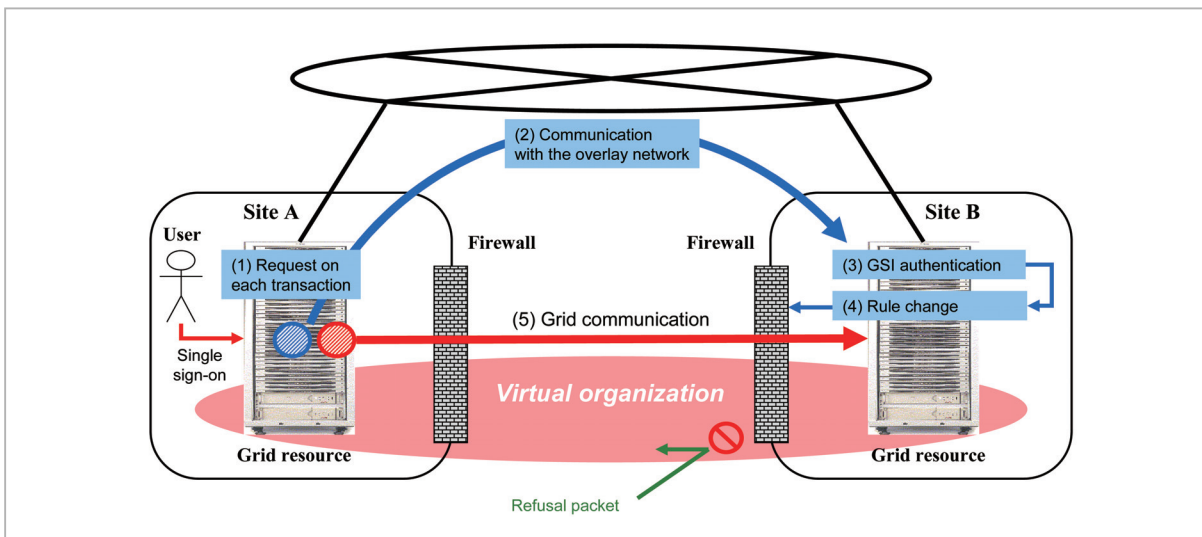 (2) Communication
with the overlay network
Site A
Site B
User
Firewall
Firewall
(1) Request on
each transaction
(3) GSI authentication
(4) Rule change
(5) Grid communication
Single
sign-on
Virtual organization
Grid resource
Grid resource
Refusal packet